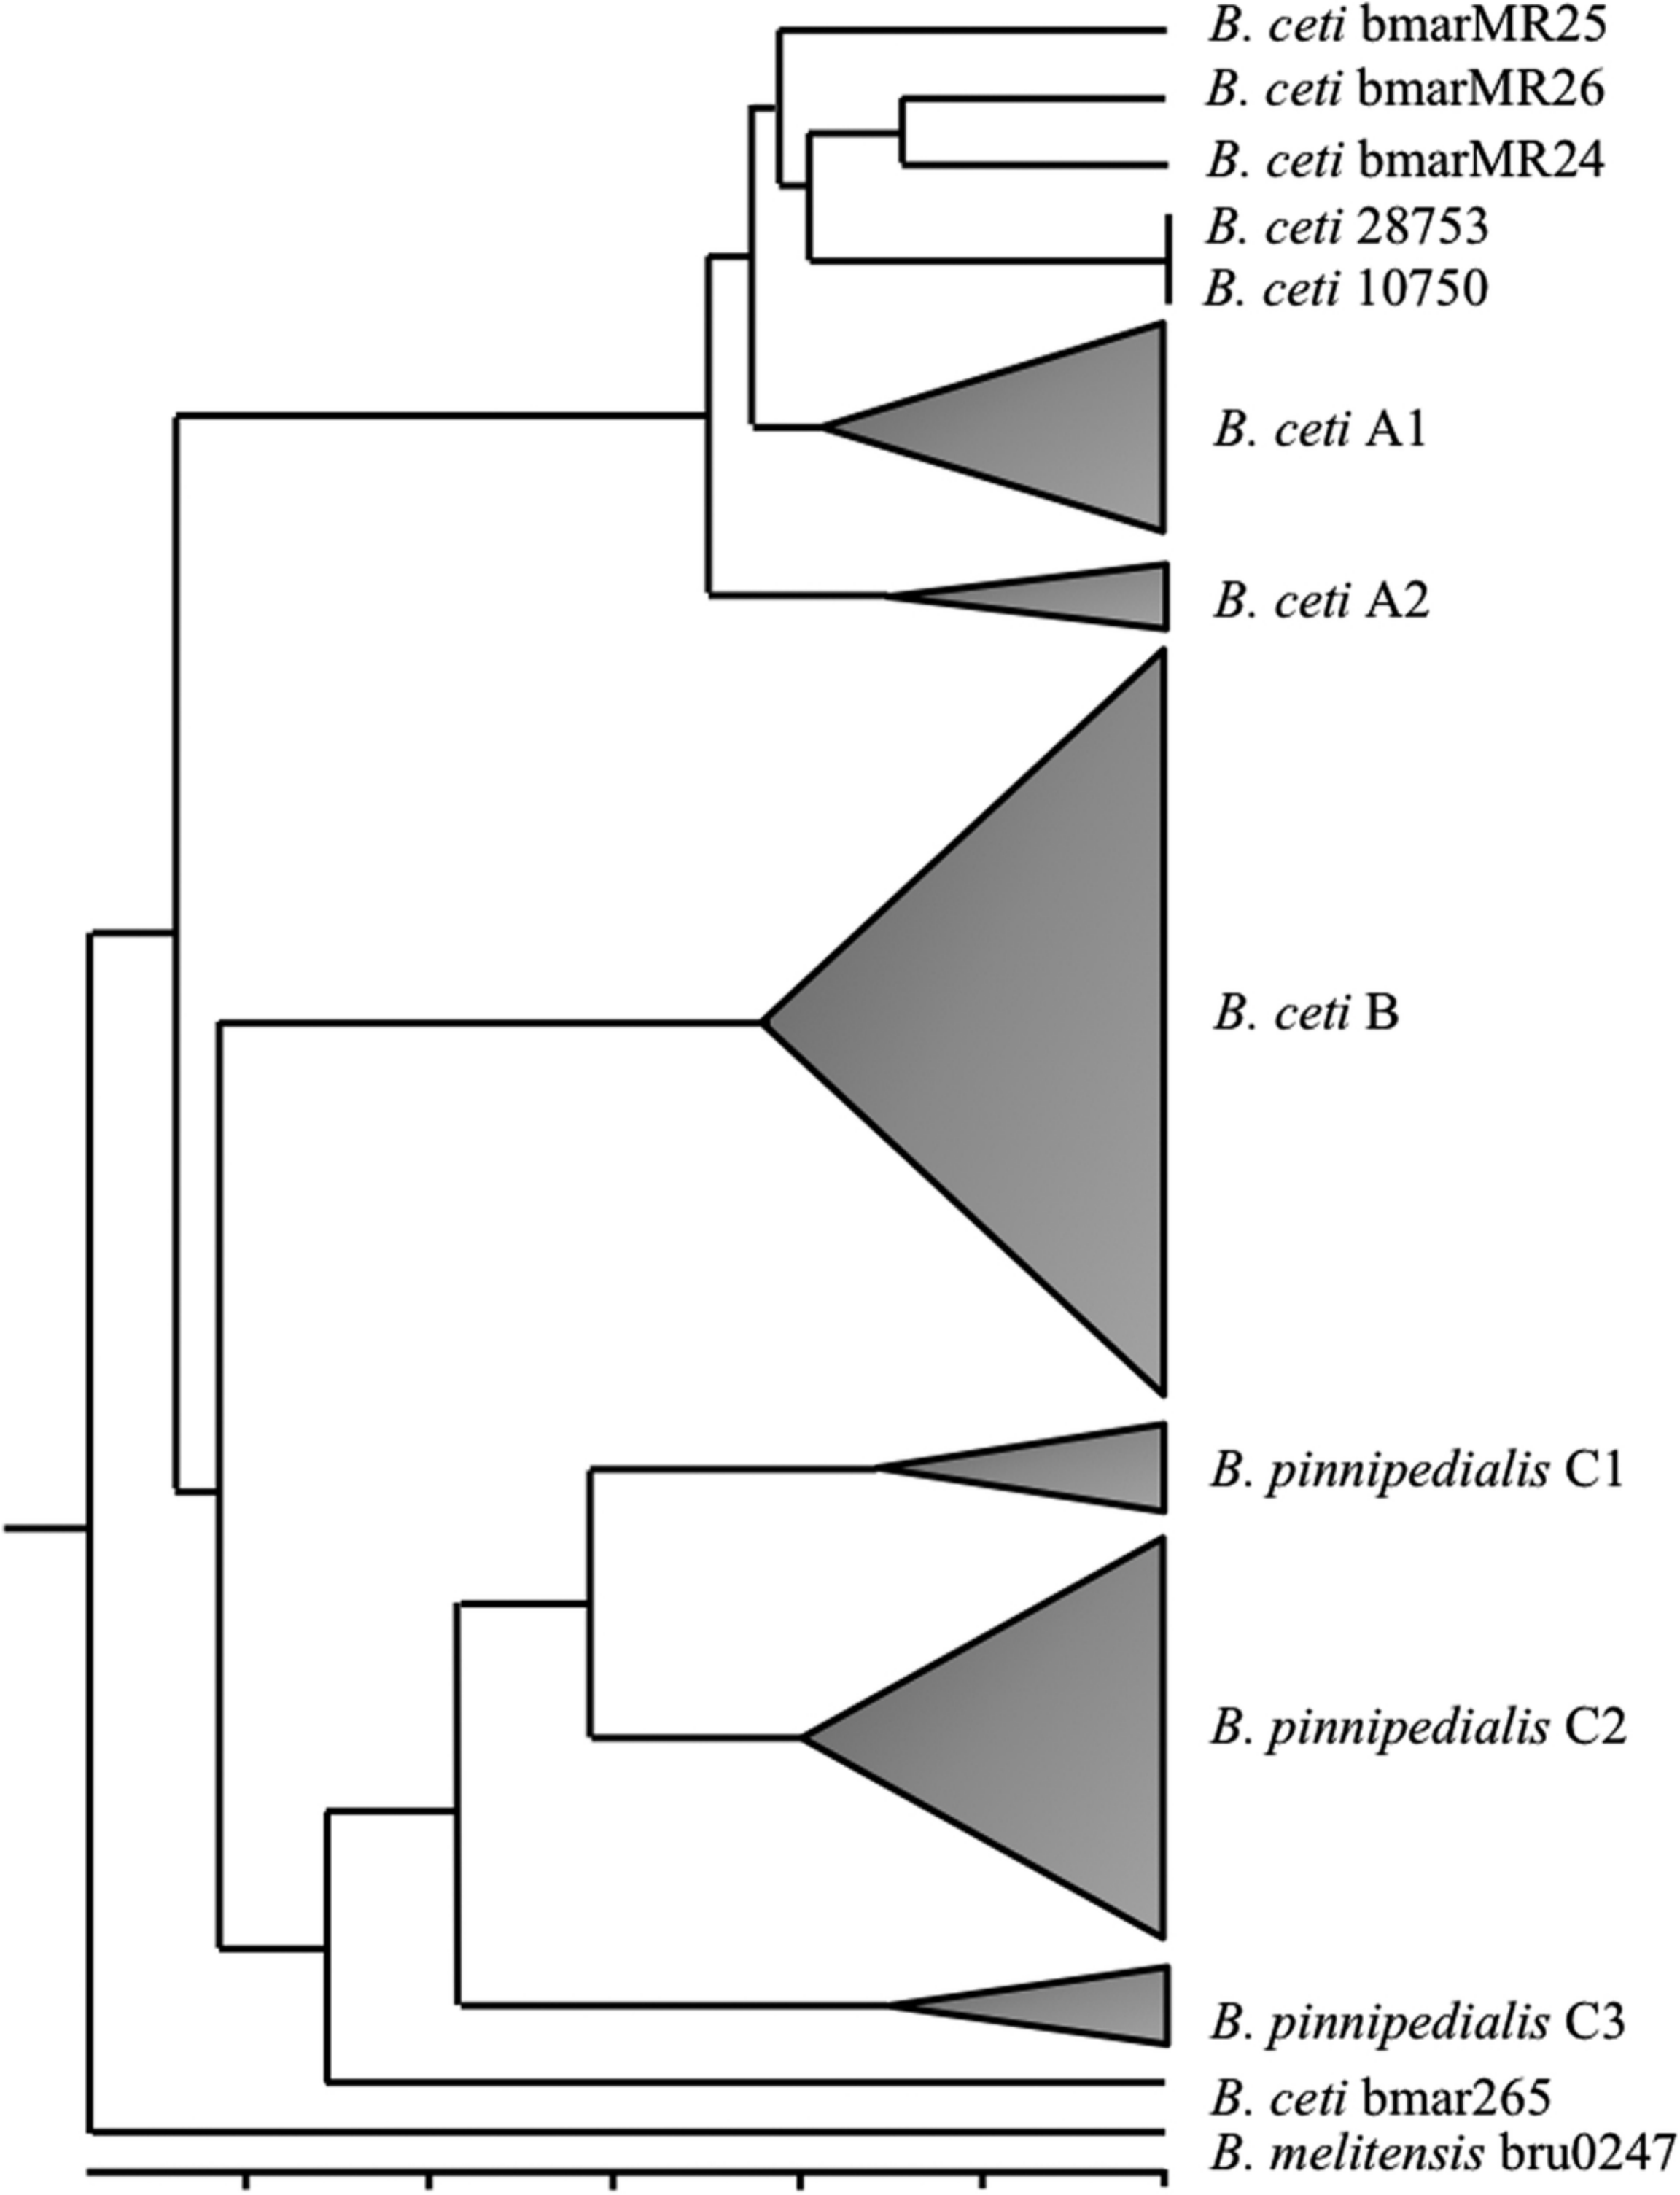 B. ceti bmarMR25
B. ceti bmarMR26
B. ceti bmarMR24
B. ceti 28753
B. ceti 10750
B. ceti A1
B. ceti A2
B. ceti B
B. pinnipedialis C1
B. pinnipedialis C2
B. pinnipedialis C3
B. ceti bmar265
B. melitensis bru0247